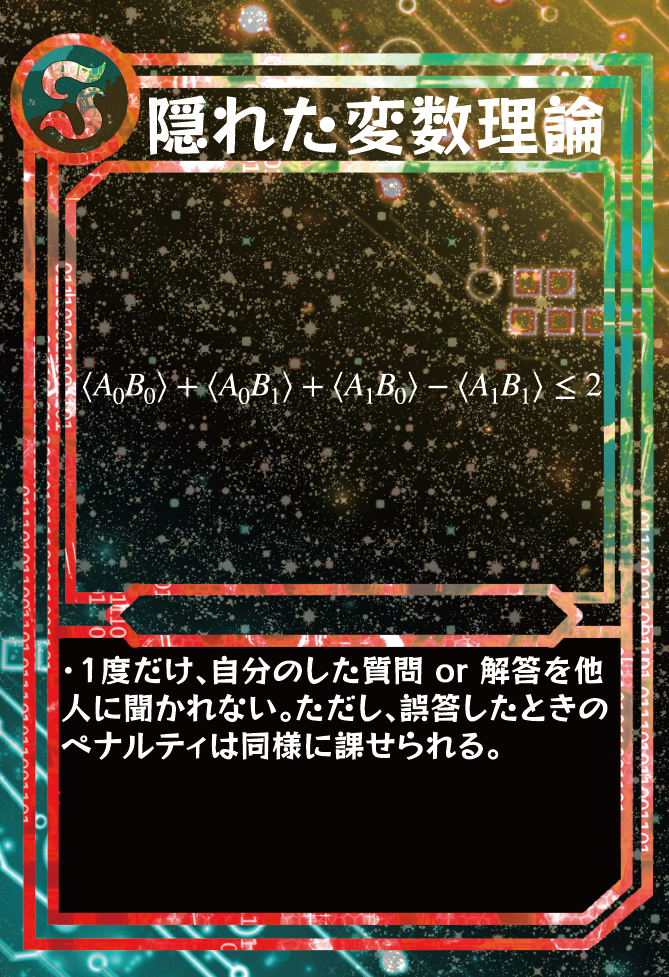 隠れた変数理論
⟨A₀B₀⟩ + ⟨A₀B₁⟩ + ⟨A₁B₀⟩ − ⟨A₁B₁⟩ ≤ 2
・1度だけ、自分のした質問 or 解答を他
人に聞かれない。ただし、誤答したときの
ペナルティは同様に課せられる。